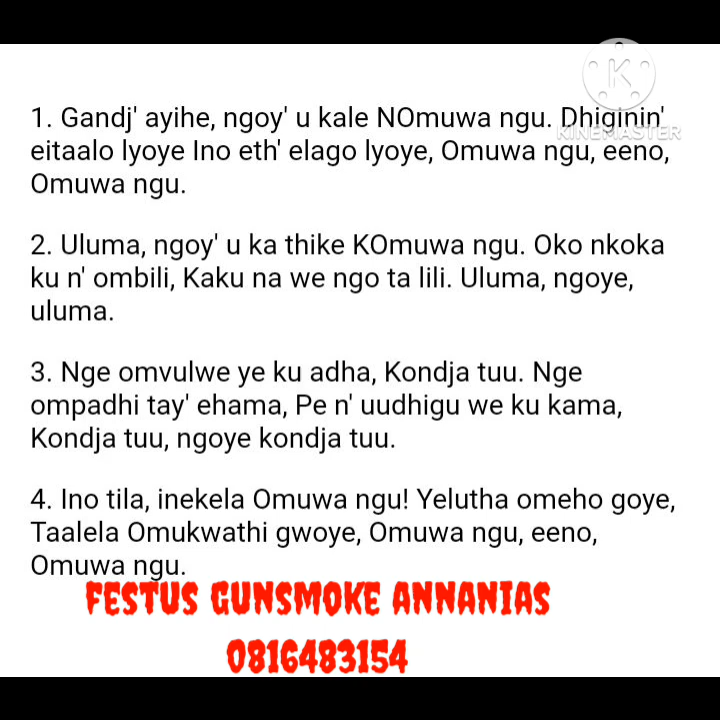 K
KINEMASTER
1. Gandj' ayihe, ngoy' u kale NOmuwa ngu. Dhiginin'
eitaalo lyoye Ino eth' elago lyoye, Omuwa ngu, eeno,
Omuwa ngu.
2. Uluma, ngoy' u ka thike KOmuwa ngu. Oko nkoka
ku n' ombili, Kaku na we ngo ta lili. Uluma, ngoye,
uluma.
3. Nge omvulwe ye ku adha, Kondja tuu. Nge
ompadhi tay' ehama, Pe n' uudhigu we ku kama,
Kondja tuu, ngoye kondja tuu.
4. Ino tila, inekela Omuwa ngu! Yelutha omeho goye,
Taalela Omukwathi gwoye, Omuwa ngu, eeno,
Omuwa ngu.
FESTUS GUNSMOKE ANNANIAS
0816483154